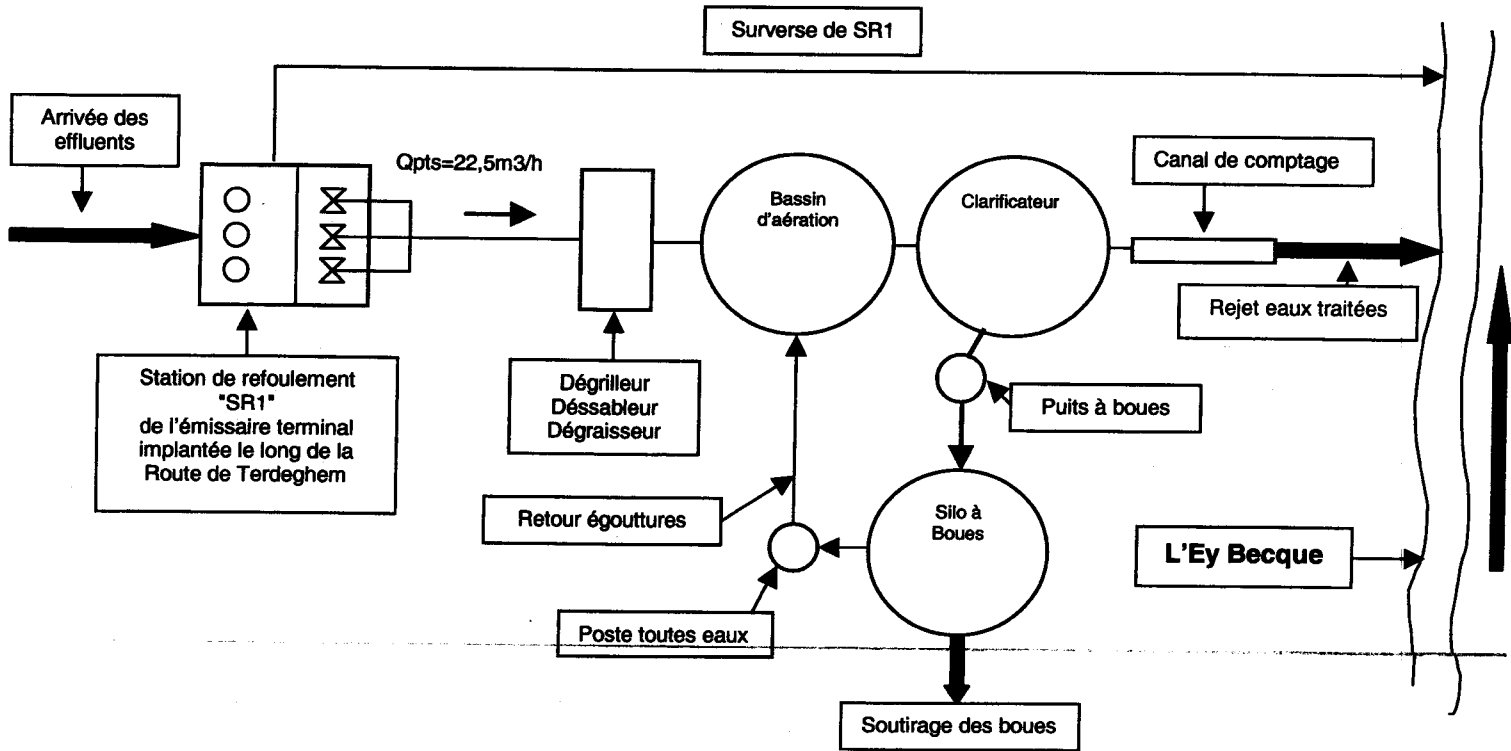 Surverse de SR1
Arrivée des
effluents
Qpts=22,5m3/h
Bassin
d'aération
Clarificateur
Canal de comptage
Rejet eaux traitées
Station de refoulement
"SR1"
de l'émissaire terminal
implantée le long de la
Route de Terdeghem
Dégrilleur
Déssableur
Dégraisseur
Puits à boues
Retour égouttures
Silo à
Boues
L'Ey Becque
Poste toutes eaux
Soutirage des boues